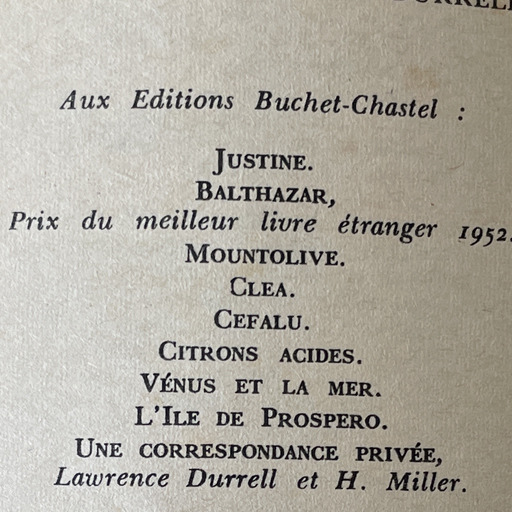 Aux Editions Buchet-Chastel :
JUSTINE.
BALTHAZAR,
Prix du meilleur livre étranger 1952.
MOUNTOLIVE.
CLEA.
CEFALU.
CITRONS ACIDES.
VÉNUS ET LA MER.
L'ILE DE PROSPERO.
UNE CORRESPONDANCE PRIVÉE,
Lawrence Durrell et H. Miller.